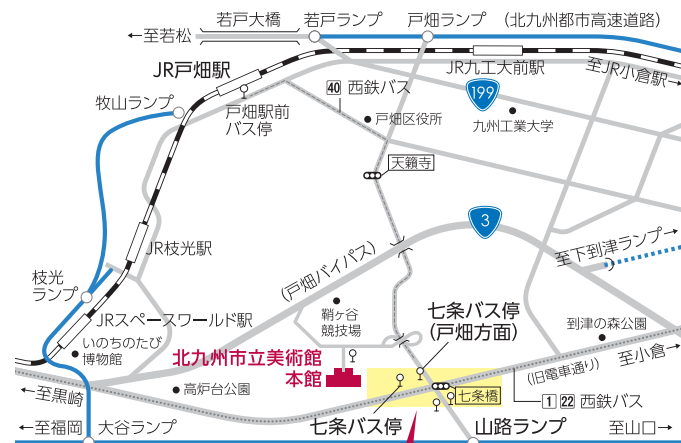 若戸大橋
若戸ランプ
戸畑ランプ
(北九州都市高速道路)
←至若松
JR戸畑駅
JR九工大前駅
至JR小倉駅→
40 西鉄バス
199
牧山ランプ
戸畑駅前
バス停
戸畑区役所
九州工業大学
天籟寺
3
JR枝光駅
(戸畑バイパス)
至下到津ランプ→
枝光
ランプ
鞘ヶ谷
競技場
七条バス停
(戸畑方面)
JRスペースワールド駅
到津の森公園
いのちのたび
博物館
北九州市立美術館
本館
至小倉→
(旧電車通り)
←至黒崎
高炉台公園
七条橋
1 22 西鉄バス
七条バス停
←至福岡
大谷ランプ
山路ランプ
至山口→